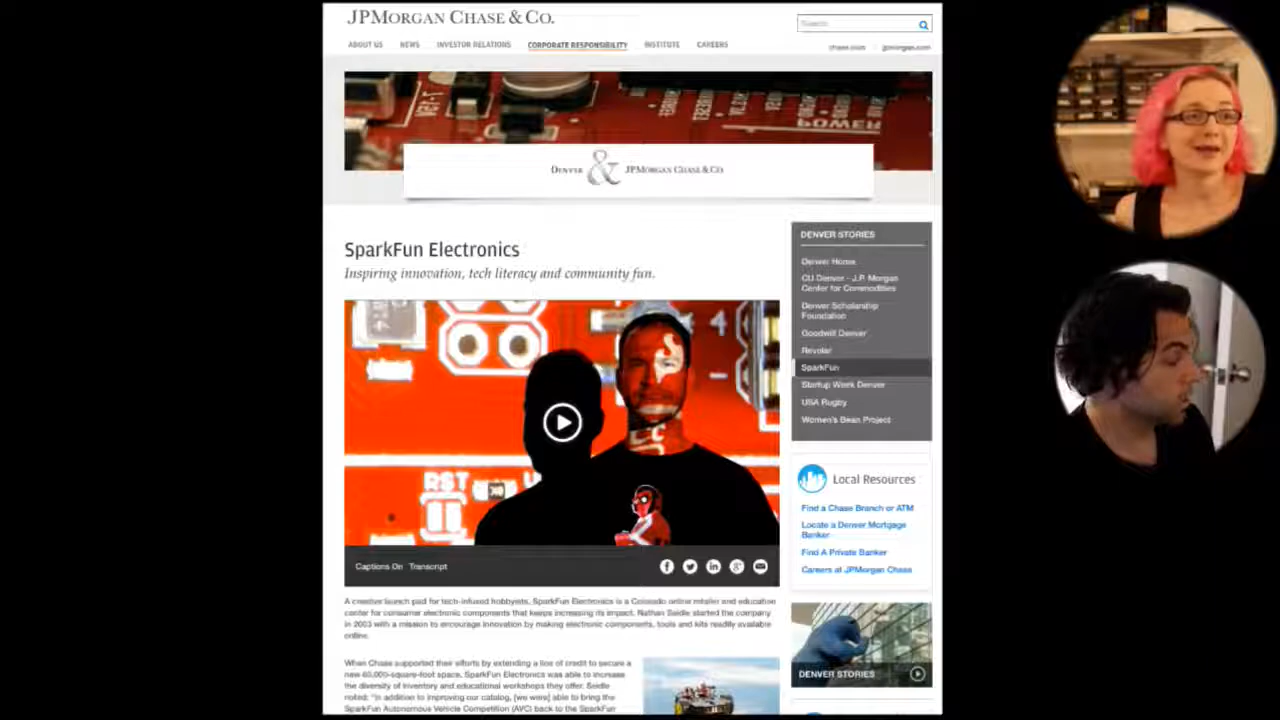 JPMORGAN CHASE & CO.
Search
ABOUT US NEWS INVESTOR RELATIONS CORPORATE RESPONSIBILITY INSTITUTE CAREERS
chase.com jpmorgan.com
POWER
DENVER & JPMORGAN CHASE & CO.
SparkFun Electronics
Inspiring innovation, tech literacy and community fun.
RST
Captions On Transcript
A creative launch pad for tech-infused hobbyists, SparkFun Electronics is a Colorado online retailer and education
center for consumer electronic components that keeps increasing its impact. Nathan Seidle started the company
in 2003 with a mission to encourage innovation by making electronic components, tools and kits readily available
online.
When Chase supported their efforts by extending a line of credit to secure a
new 80,000-square-foot space, SparkFun Electronics was able to increase
the diversity of inventory and educational workshops they offer. Seidle
noted: "In addition to improving our catalog, [we were] able to bring the
SparkFun Autonomous Vehicle Competition (AVC) back to the SparkFun
DENVER STORIES
Denver Home
CU Denver - J.P. Morgan
Center for Commodities
Denver Scholarship
Foundation
Goodwill Denver
Revolar
SparkFun
Startup Week Denver
USA Rugby
Women's Bean Project
Local Resources
Find a Chase Branch or ATM
Locate a Denver Mortgage
Banker
Find A Private Banker
Careers at JPMorgan Chase
DENVER STORIES